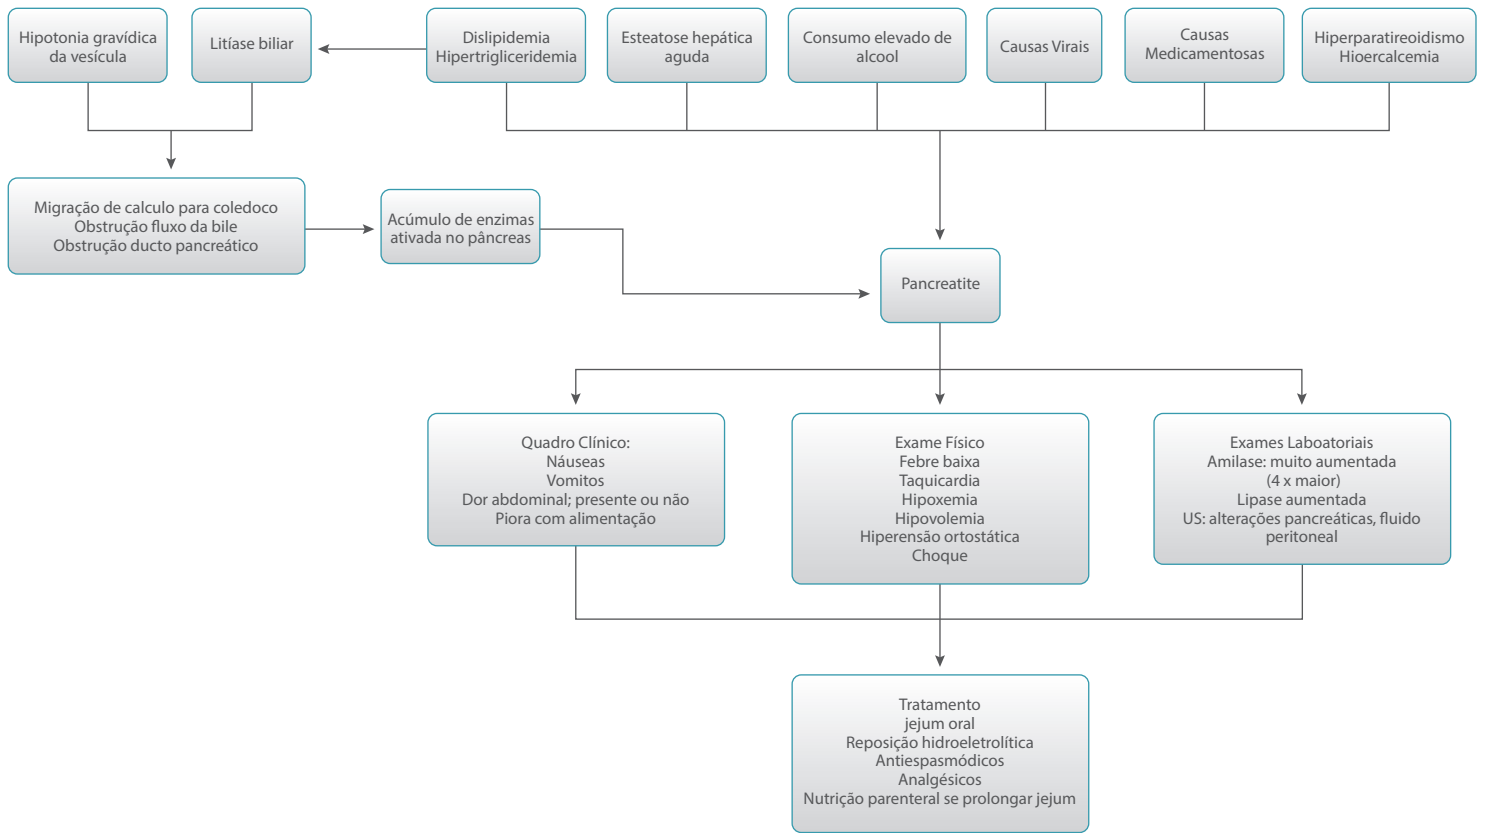 Hipotonia gravídica
da vesícula
Litíase biliar
Dislipidemia
Hipertrigliceridemia
Esteatose hepática
aguda
Consumo elevado de
alcool
Causas Virais
Causas
Medicamentosas
Hiperparatireoidismo
Hioercalcemia
Migração de calculo para coledoco
Obstrução fluxo da bile
Obstrução ducto pancreático
Acúmulo de enzimas
ativada no pâncreas
Pancreatite
Quadro Clínico:
Náuseas
Vomitos
Dor abdominal; presente ou não
Piora com alimentação
Exame Físico
Febre baixa
Taquicardia
Hipoxemia
Hipovolemia
Hiperensão ortostática
Choque
Exames Laboatoriais
Amilase: muito aumentada
(4 x maior)
Lipase aumentada
US: alterações pancreáticas, fluido
peritoneal
Tratamento
jejum oral
Reposição hidroeletrolítica
Antiespasmódicos
Analgésicos
Nutrição parenteral se prolongar jejum